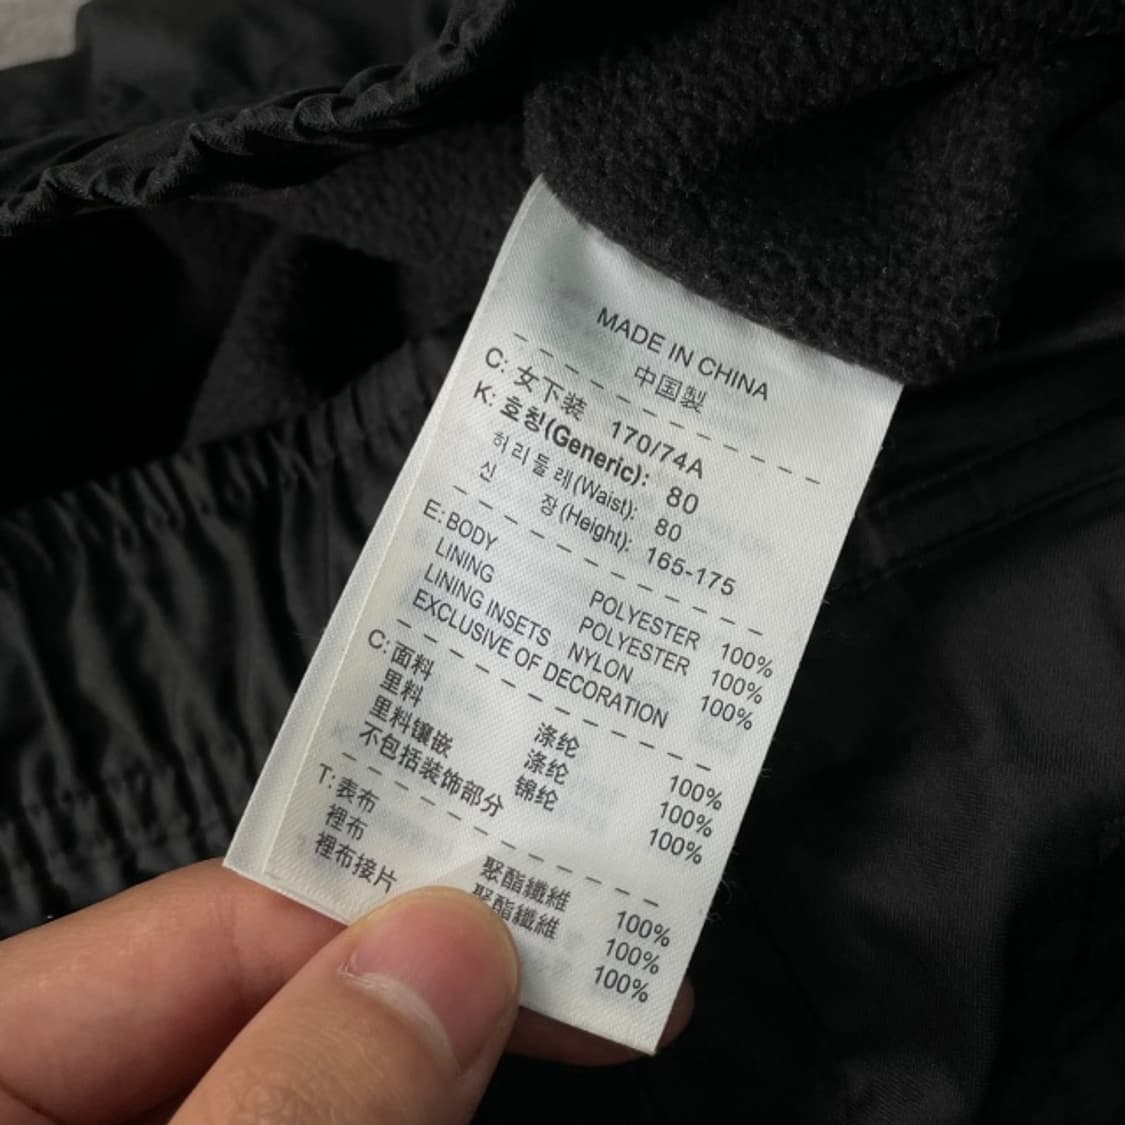 MADE IN CHINA
中国製
C: 女下装 170/74A
K: 호칭(Generic): 80
허리둘레(Waist): 80
신 장(Height): 165-175
E: BODY POLYESTER 100%
LINING POLYESTER 100%
LINING INSETS NYLON 100%
EXCLUSIVE OF DECORATION
C: 面料 涤纶 100%
里料 涤纶 100%
里料镶嵌 锦纶 100%
不包括装饰部分
T: 表布 聚酯纖維 100%
裡布 聚酯纖維 100%
裡布接片 100%